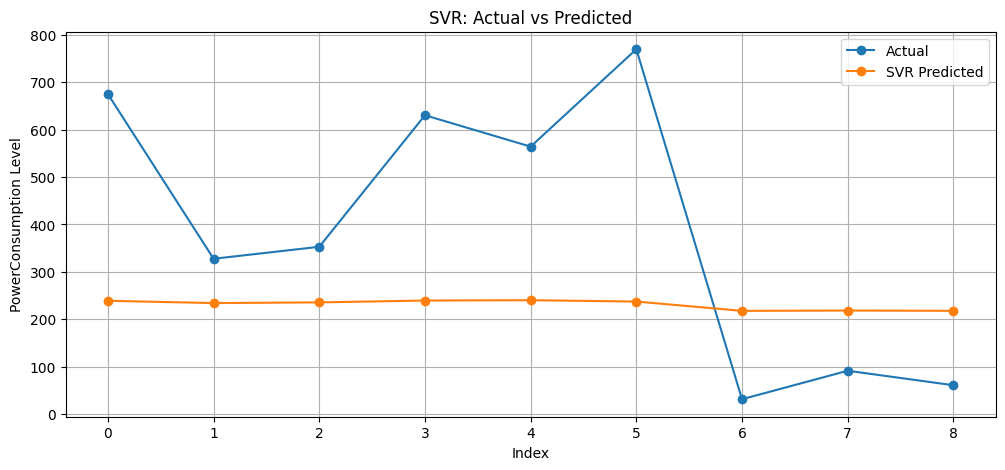 SVR: Actual vs Predicted
Actual
SVR Predicted
PowerConsumption Level
800
700
600
500
400
300
200
100
0
0 1 2 3 4 5 6 7 8
Index